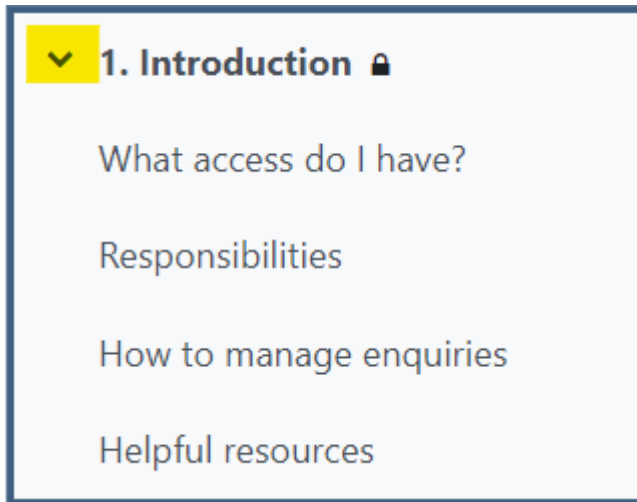 1. Introduction
What access do I have?
Responsibilities
How to manage enquiries
Helpful resources